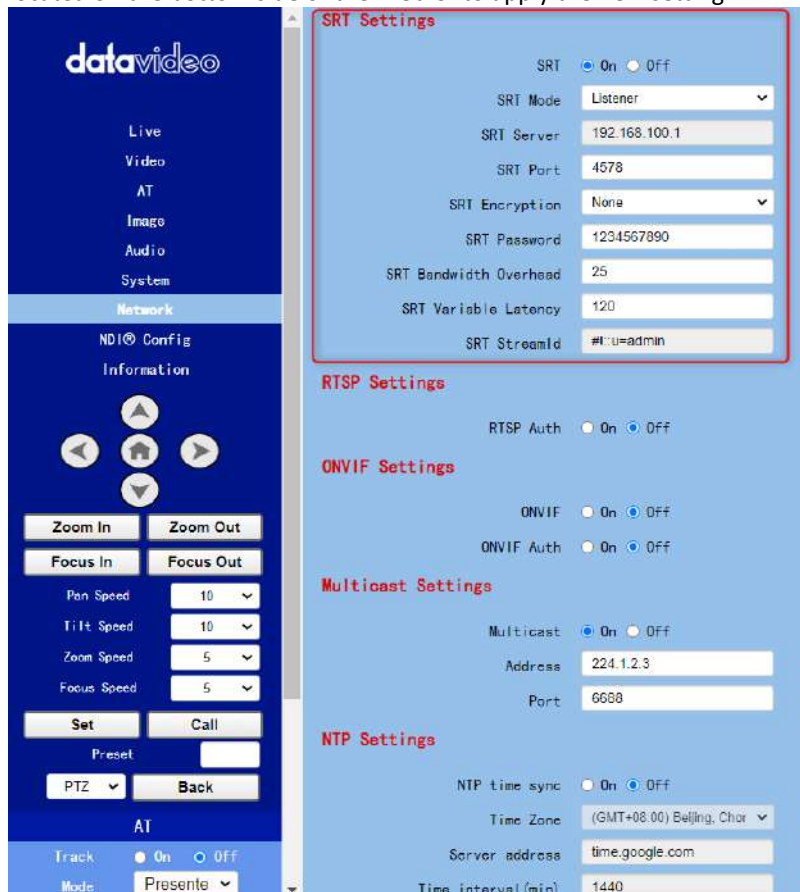 datavideo
Live
Video
AT
Image
Audio
System
Network
NDI® Config
Information
Zoom In Zoom Out
Focus In Focus Out
Pan Speed 10
Tilt Speed 10
Zoom Speed 5
Focus Speed 5
Set Call
Preset
PTZ Back
AT
Track On Off
Mode Presente
SRT Settings
SRT On Off
SRT Mode Listener
SRT Server 192.168.100.1
SRT Port 4578
SRT Encryption None
SRT Password 1234567890
SRT Bandwidth Overhead 25
SRT Variable Latency 120
SRT StreamId #!::u=admin
RTSP Settings
RTSP Auth On Off
ONVIF Settings
ONVIF On Off
ONVIF Auth On Off
Multicast Settings
Multicast On Off
Address 224.1.2.3
Port 6688
NTP Settings
NTP time sync On Off
Time Zone (GMT+08:00) Beijing, Chor
Server address time.google.com
Time interval(min) 1440